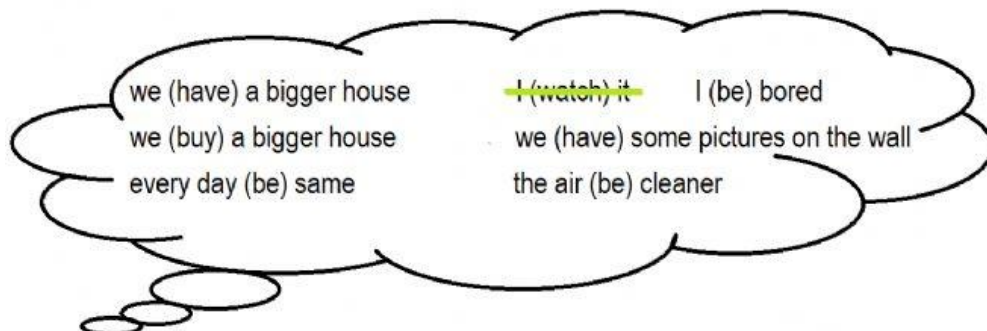 we (have) a bigger house I (watch) it I (be) bored
we (buy) a bigger house we (have) some pictures on the wall
every day (be) same the air (be) cleaner